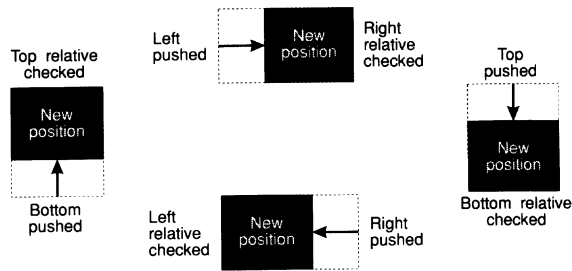 Top relative
checked
New
position
Bottom
pushed
Left
pushed
New
position
Right
relative
checked
Left
relative
checked
New
position
Right
pushed
Top
pushed
New
position
Bottom relative
checked